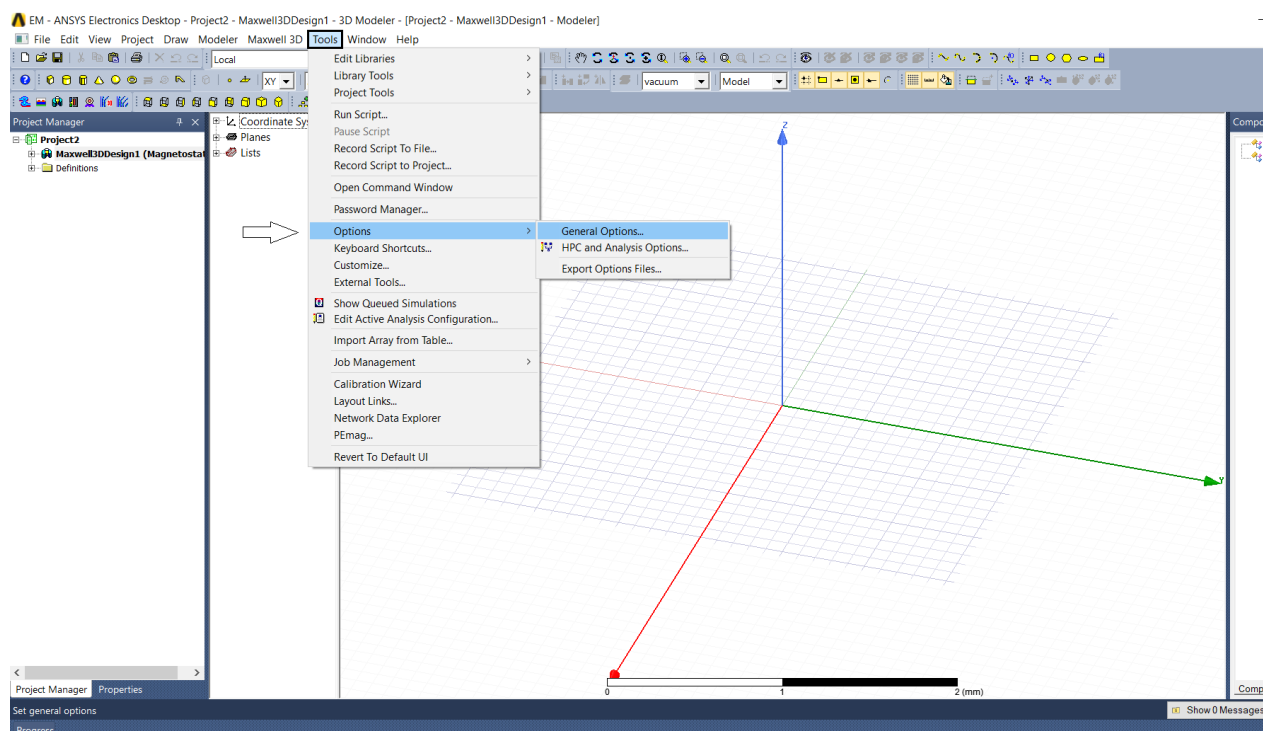 EM - ANSYS Electronics Desktop - Project2 - Maxwell3DDesign1 - 3D Modeler - [Project2 - Maxwell3DDesign1 - Modeler]
File Edit View Project Draw Modeler Maxwell 3D Tools Window Help
Local
XY
vacuum
Model
Project Manager
Project2
Maxwell3DDesign1 (Magnetostat
Definitions
Coordinate Sy
Planes
Lists
Edit Libraries
Library Tools
Project Tools
Run Script...
Pause Script
Record Script To File...
Record Script to Project...
Open Command Window
Password Manager...
Options
Keyboard Shortcuts...
Customize...
External Tools...
Show Queued Simulations
Edit Active Analysis Configuration...
Import Array from Table...
Job Management
Calibration Wizard
Layout Links...
Network Data Explorer
PEmag...
Revert To Default UI
General Options...
HPC and Analysis Options...
Export Options Files...
Z
Y
0 1 2 (mm)
Compo
Comp
Project Manager Properties
Set general options
Show 0 Messages
Progress